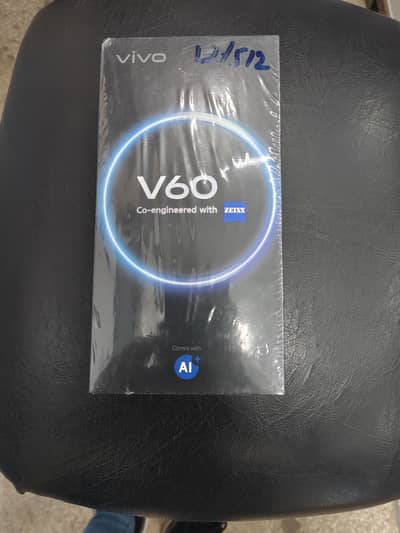 vivo
12/512
V60
Co-engineered with ZEISS
Comes with
AI+